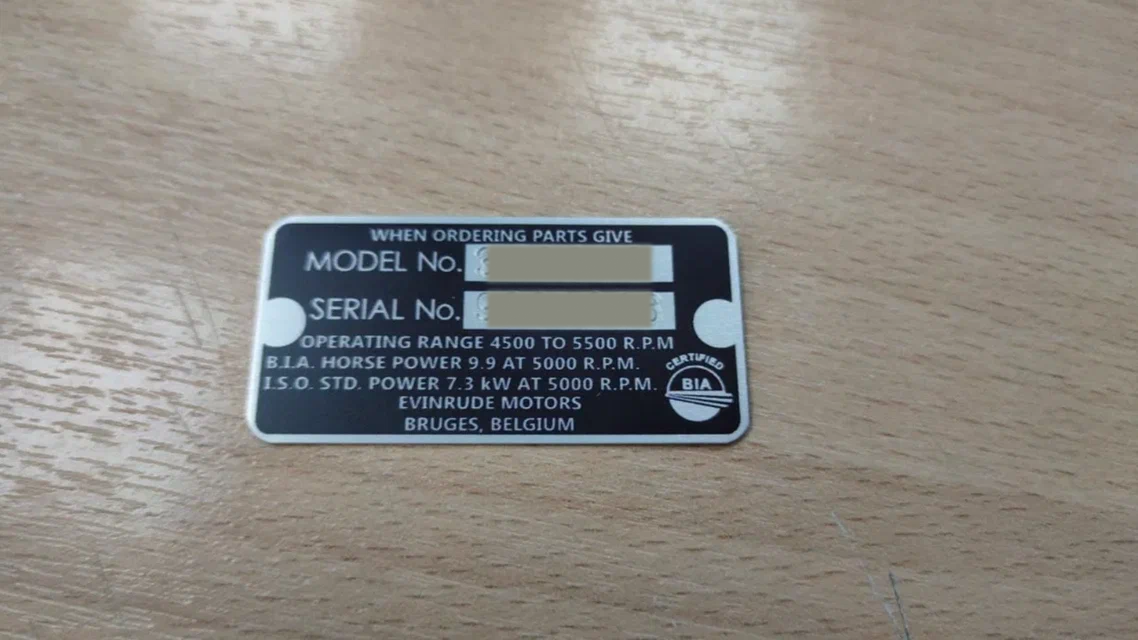 WHEN ORDERING PARTS GIVE
MODEL No.
SERIAL No.
OPERATING RANGE 4500 TO 5500 R.P.M
B.I.A. HORSE POWER 9.9 AT 5000 R.P.M.
I.S.O. STD. POWER 7.3 kW AT 5000 R.P.M.
EVINRUDE MOTORS
BRUGES, BELGIUM
CERTIFIED
BIA